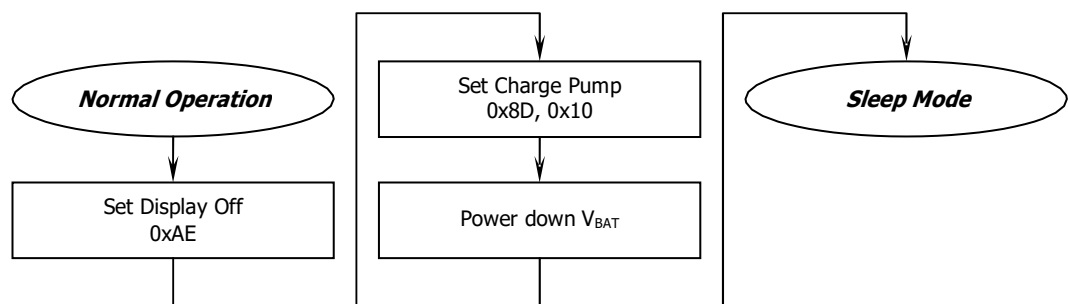 Normal Operation
Set Display Off
0xAE
Set Charge Pump
0x8D, 0x10
Power down VBAT
Sleep Mode